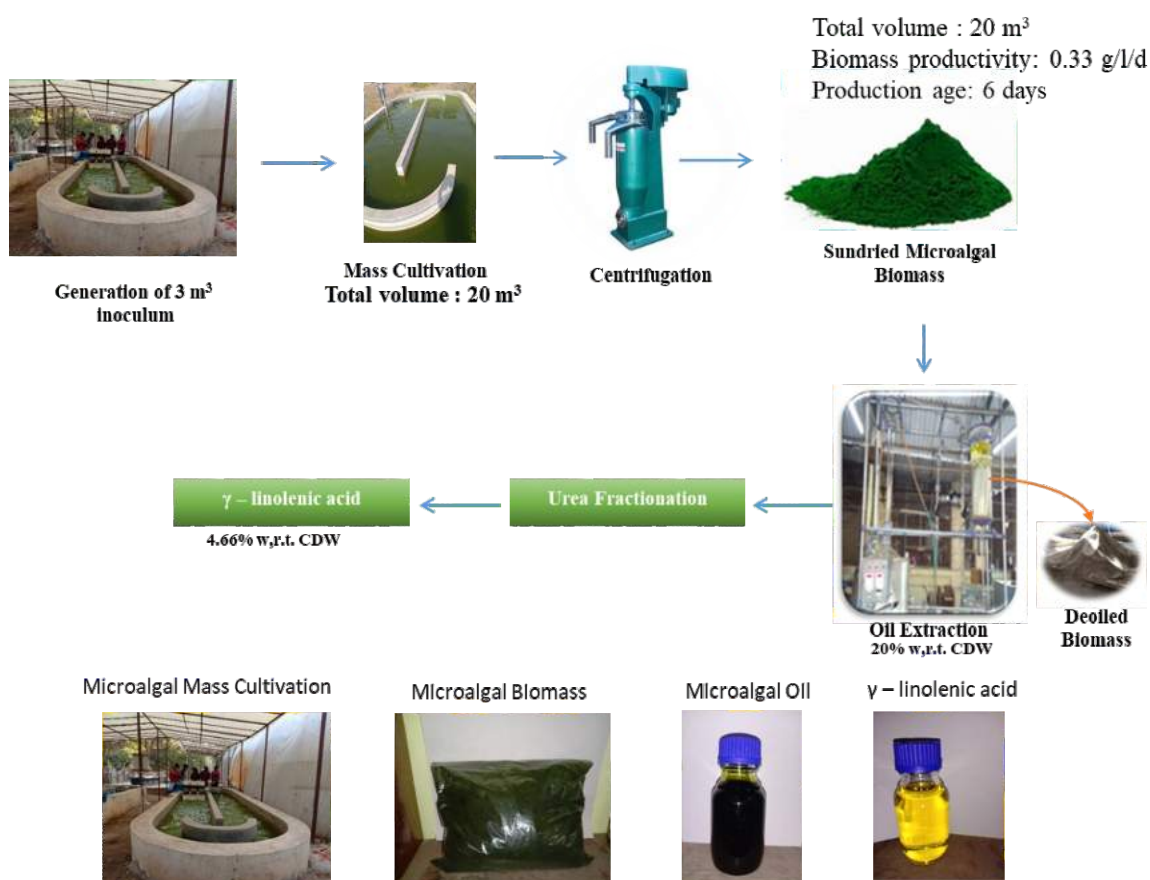 Total volume : 20 m³
Biomass productivity: 0.33 g/l/d
Production age: 6 days
Generation of 3 m³
inoculum
Mass Cultivation
Total volume : 20 m³
Centrifugation
Sundried Microalgal
Biomass
γ – linolenic acid
4.66% w,r.t. CDW
Urea Fractionation
Oil Extraction
20% w,r.t. CDW
Deoiled
Biomass
Microalgal Mass Cultivation
Microalgal Biomass
Microalgal Oil
γ – linolenic acid